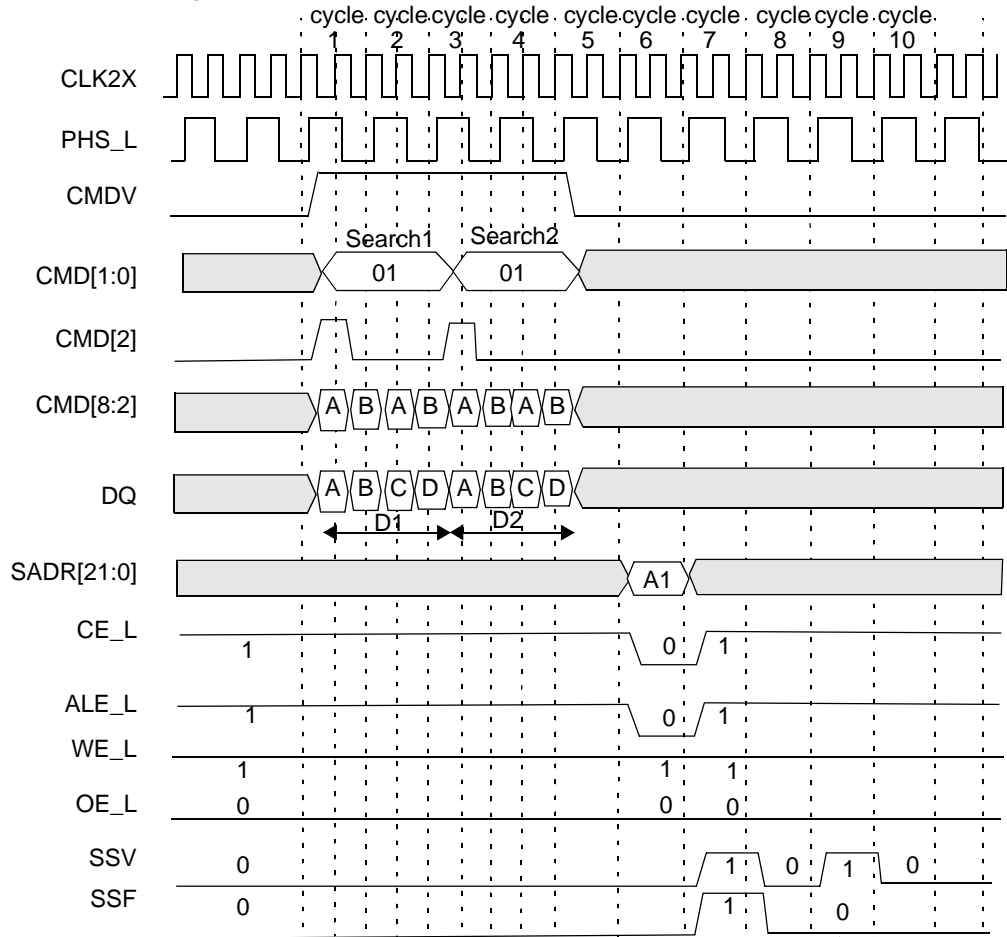 cycle cycle cycle cycle cycle cycle cycle cycle cycle cycle
1 2 3 4 5 6 7 8 9 10
CLK2X
PHS_L
CMDV
Search1 Search2
CMD[1:0] 01 01
CMD[2]
CMD[8:2] A B A B A B A B
DQ A B C D A B C D
D1 D2
SADR[21:0] A1
CE_L 1 0 1
ALE_L 1 0 1
WE_L 1 1 1
OE_L 0 0 0
SSV 0 1 0 1 0
SSF 0 1 0